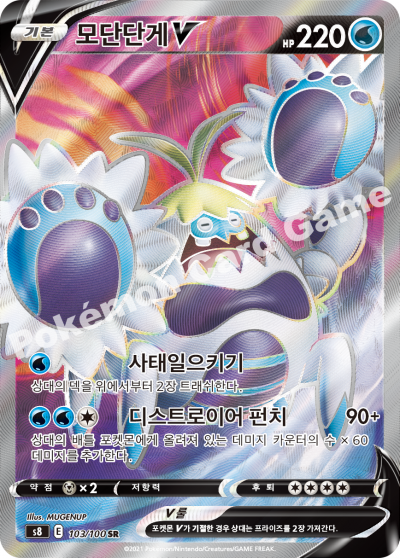 기본 모단단게V HP 220
Pokémon Card Game
사태일으키기
상대의 덱을 위에서부터 2장 트래쉬한다.
디스트로이어 펀치 90+
상대의 배틀 포켓몬에게 올려져 있는 데미지 카운터의 수 × 60
데미지를 추가한다.
약점 ×2 저항력 후퇴
Illus. MUGENUP
V룰
s8 E 103/100 SR
포켓몬 V가 기절한 경우 상대는 프라이즈를 2장 가져간다.
©2021 Pokémon/Nintendo/Creatures/GAME FREAK.